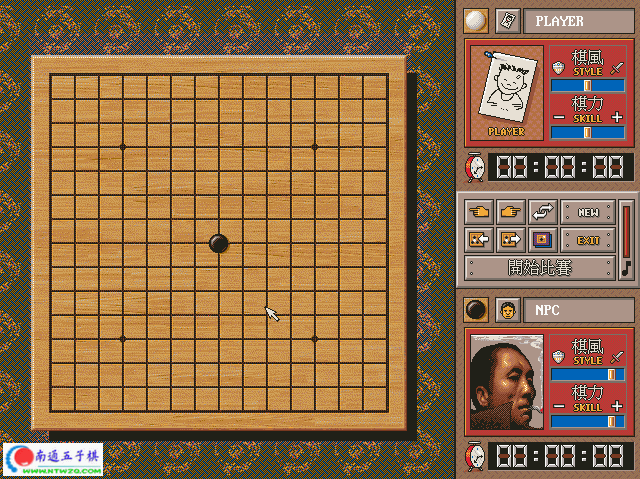 PLAYER
棋風
STYLE
棋力
SKILL
PLAYER
00:00:00
NEW
EXIT
開始比賽
NPC
棋風
STYLE
棋力
SKILL
00:00:00
南通五子棋
WWW.NTWZQ.COM